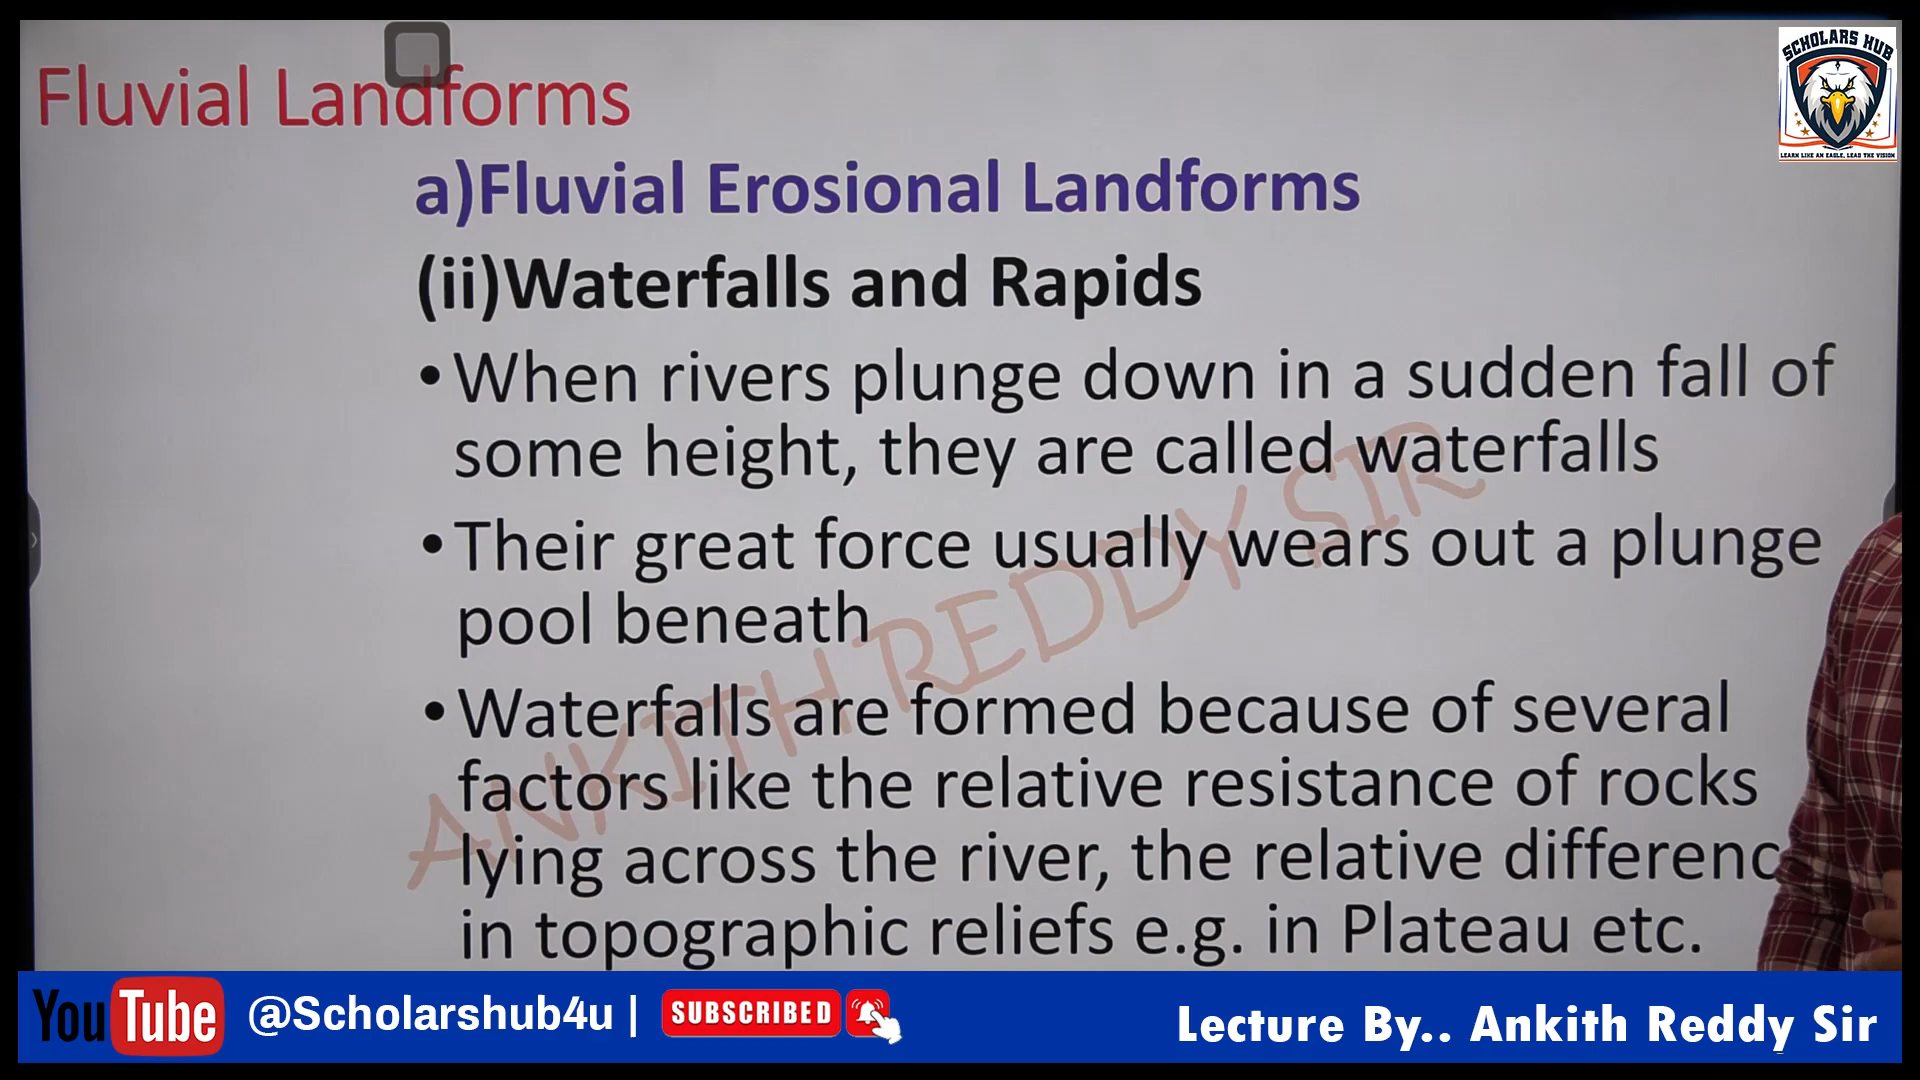 SCHOLARS HUB
LEARN LIKE AN EAGLE, LEAD THE VISION
Fluvial Landforms
a)Fluvial Erosional Landforms
(ii)Waterfalls and Rapids
• When rivers plunge down in a sudden fall of
some height, they are called waterfalls
• Their great force usually wears out a plunge
pool beneath
• Waterfalls are formed because of several
factors like the relative resistance of rocks
lying across the river, the relative differenc
in topographic reliefs e.g. in Plateau etc.
ANKITH REDDY SIR
YouTube @Scholarshub4u | SUBSCRIBED
Lecture By.. Ankith Reddy Sir